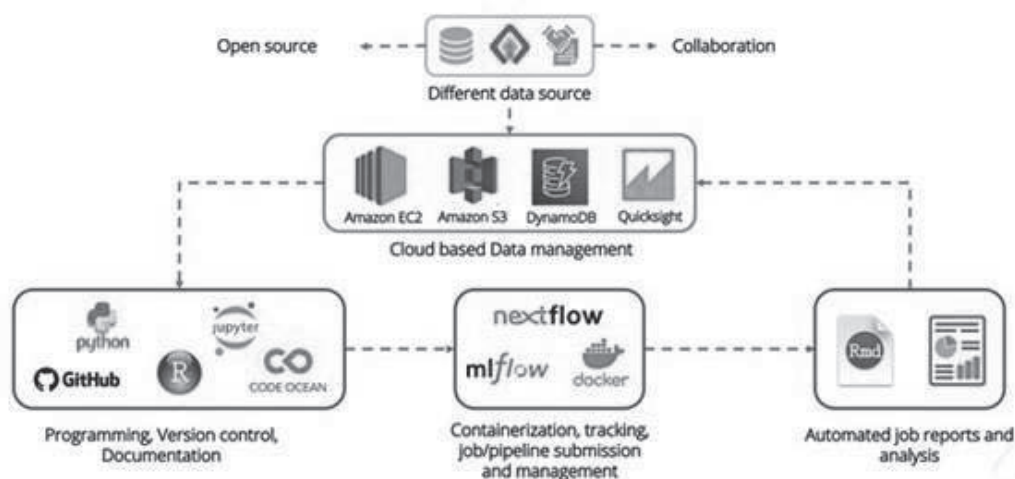 Open source
Collaboration
Different data source
Amazon EC2
Amazon S3
DynamoDB
Quicksight
Cloud based Data management
python
jupyter
GitHub
R
CODE OCEAN
Programming, Version control,
Documentation
nextflow
mlflow
docker
Containerization, tracking,
job/pipeline submission
and management
Rmd
Automated job reports and
analysis